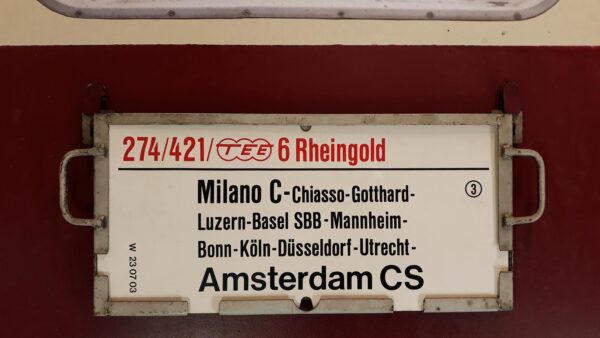 274/421/TEE 6 Rheingold
Milano C-Chiasso-Gotthard-
③
Luzern-Basel SBB-Mannheim-
Bonn-Köln-Düsseldorf-Utrecht-
Amsterdam CS
W 23 07 03